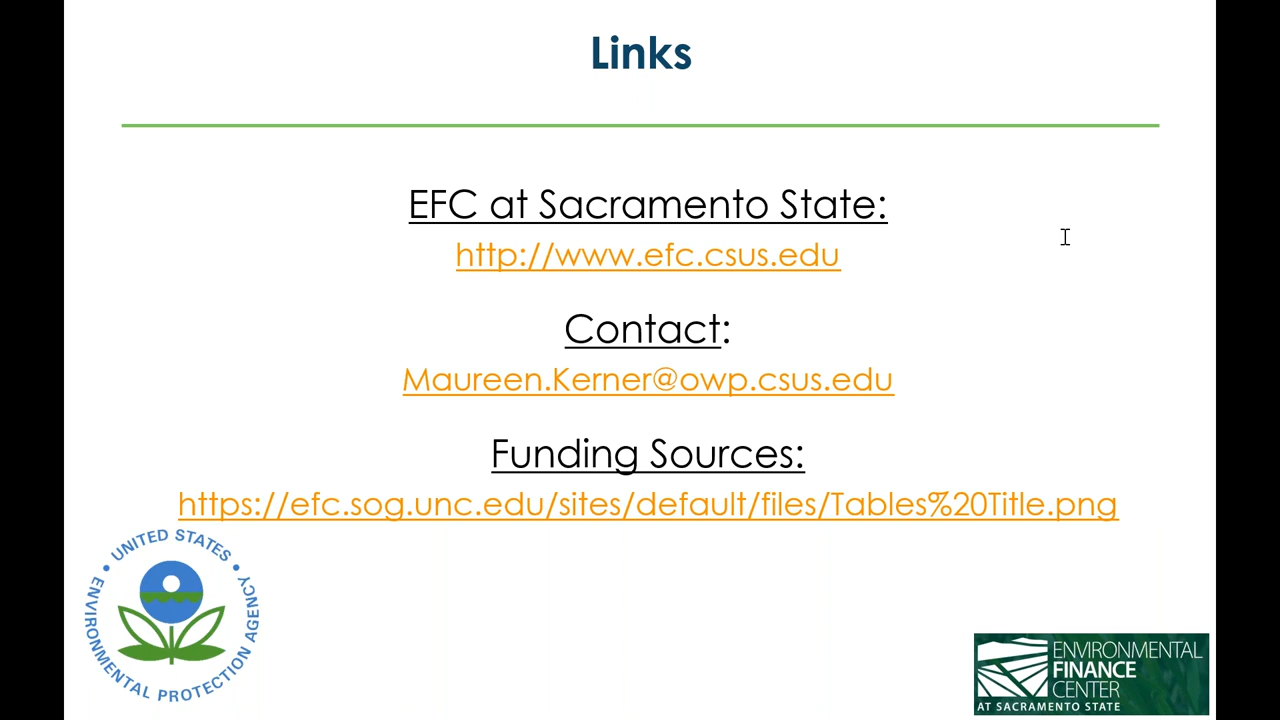 Links
EFC at Sacramento State:
http://www.efc.csus.edu
Contact:
Maureen.Kerner@owp.csus.edu
Funding Sources:
https://efc.sog.unc.edu/sites/default/files/Tables%20Title.png
UNITED STATES
ENVIRONMENTAL PROTECTION AGENCY
ENVIRONMENTAL
FINANCE
CENTER
AT SACRAMENTO STATE